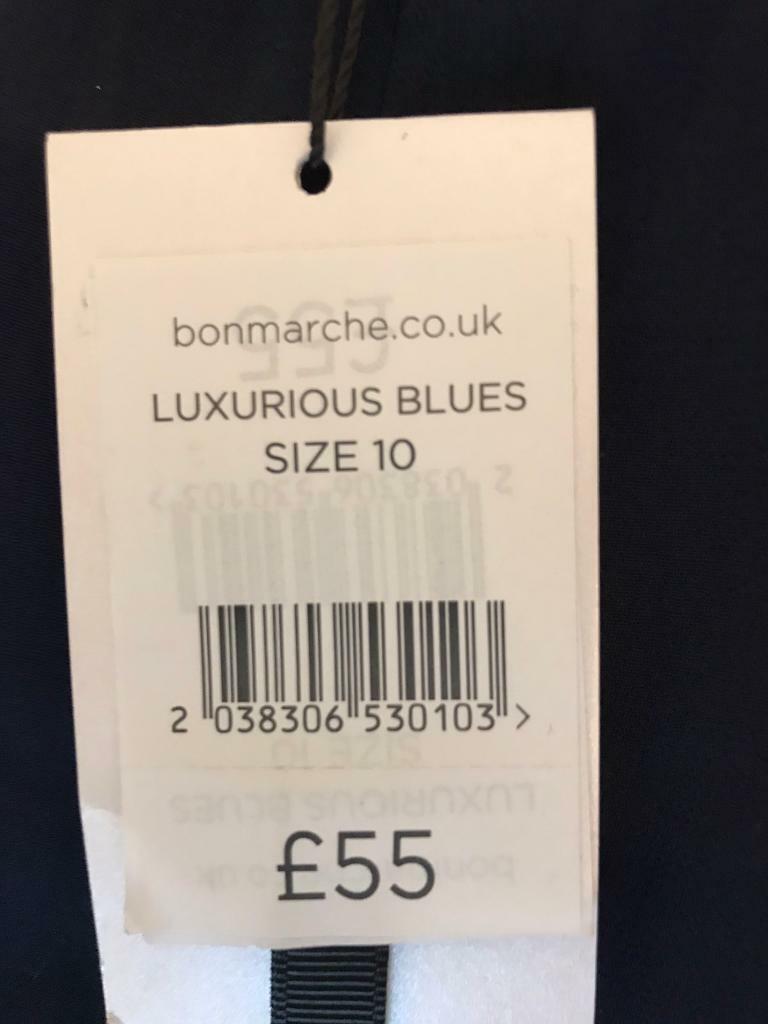 bonmarche.co.uk
LUXURIOUS BLUES
SIZE 10
2 038306 530103 >
£55